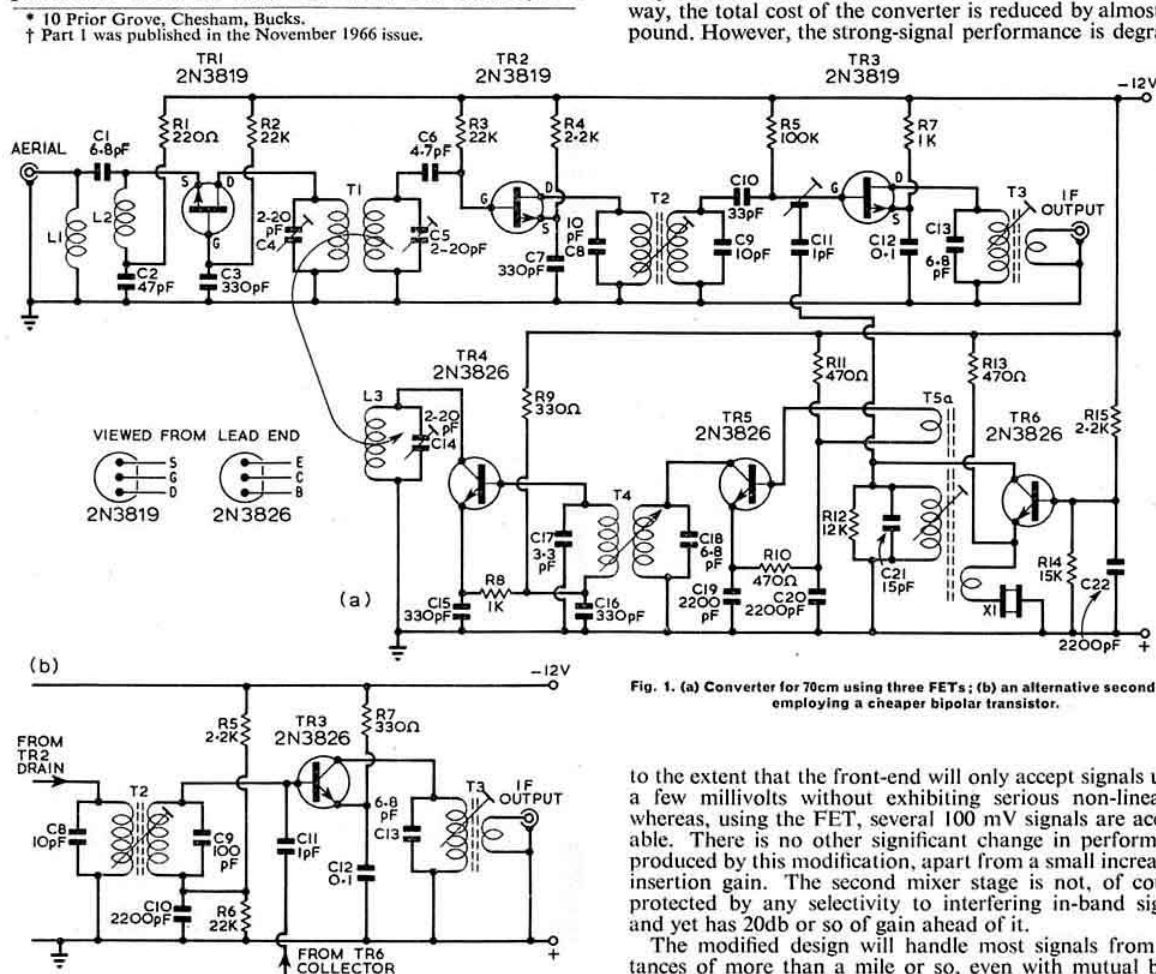 * 10 Prior Grove, Chesham, Bucks.
† Part 1 was published in the November 1966 issue.
way, the total cost of the converter is reduced by almost
pound. However, the strong-signal performance is degra
TR1
2N3819
TR2
2N3819
TR3
2N3819
-12V
AERIAL
C1
6.8pF
R1
220Ω
R2
22K
S
D
G
L1
L2
C2
47pF
C3
330pF
2-20
pF
C4
T1
C6
4.7pF
C5
2-20pF
R3
22K
R4
2.2K
G
D
S
C7
330pF
10
pF
C8
T2
C10
33pF
C9
10pF
R5
100K
C11
1pF
R7
1K
G
D
S
C12
0.1
C13
6.8
pF
T3
IF
OUTPUT
VIEWED FROM LEAD END
S
G
D
2N3819
E
C
B
2N3826
L3
2-20
pF
C14
TR4
2N3826
R9
330Ω
C15
330pF
R8
1K
C17
3.3
pF
T4
C16
330pF
C18
6.8
pF
TR5
2N3826
R11
470Ω
C19
2200
pF
R10
470Ω
C20
2200pF
R12
12K
C21
15pF
T5a
R13
470Ω
TR6
2N3826
R15
2.2K
R14
15K
X1
C22
2200pF
+
(a)
(b)
-12V
FROM
TR2
DRAIN
C8
10pF
T2
C9
100
pF
C10
2200pF
R5
2.2K
R6
22K
TR3
2N3826
C11
1pF
R7
330Ω
C12
0.1
6.8
pF
C13
T3
IF
OUTPUT
+
FROM TR6
COLLECTOR
Fig. 1. (a) Converter for 70cm using three FETs; (b) an alternative second
employing a cheaper bipolar transistor.
to the extent that the front-end will only accept signals u
a few millivolts without exhibiting serious non-linea
whereas, using the FET, several 100 mV signals are acc
able. There is no other significant change in perform
produced by this modification, apart from a small increa
insertion gain. The second mixer stage is not, of cou
protected by any selectivity to interfering in-band sig
and yet has 20db or so of gain ahead of it.
The modified design will handle most signals from
tances of more than a mile or so, even with mutual b